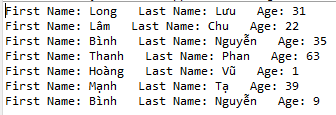 First Name: Long   Last Name: Lưu   Age: 31
First Name: Lâm   Last Name: Chu   Age: 22
First Name: Bình   Last Name: Nguyễn   Age: 35
First Name: Thanh   Last Name: Phan   Age: 63
First Name: Hoàng   Last Name: Vũ   Age: 1
First Name: Mạnh   Last Name: Tạ   Age: 39
First Name: Bình   Last Name: Nguyễn   Age: 9